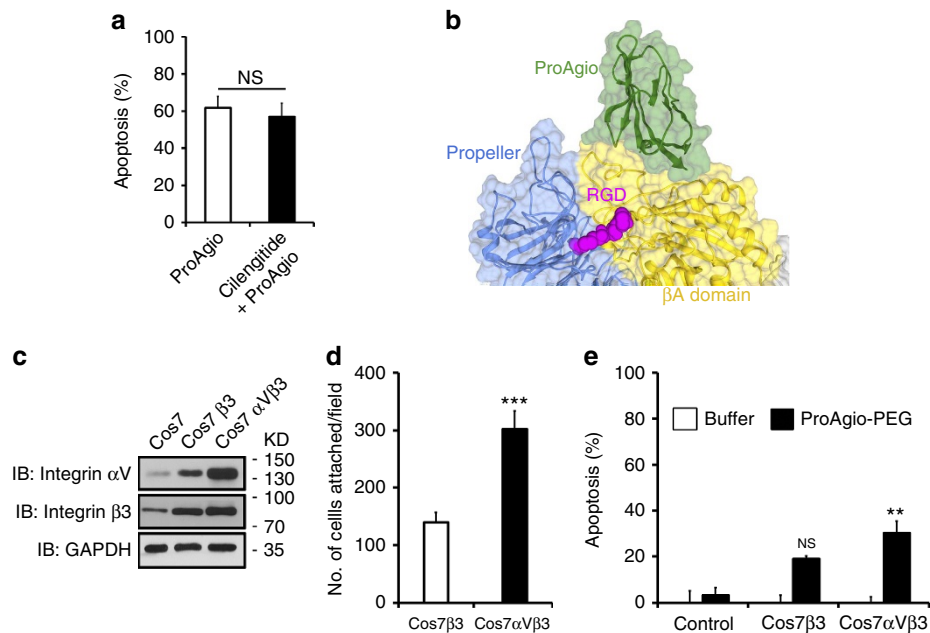 a
100
80
60
40
20
0
Apoptosis (%)
NS
ProAgio
Cilengitide
+ ProAgio
b
ProAgio
Propeller
RGD
βA domain
c
Cos7
Cos7 β3
Cos7 αVβ3
KD
IB: Integrin αV
- 150
- 130
IB: Integrin β3
- 100
- 70
IB: GAPDH
- 35
d
400
300
200
100
0
No. of cellls attached/field
***
Cos7β3
Cos7αVβ3
e
100
80
60
40
20
0
Apoptosis (%)
Buffer
ProAgio-PEG
NS
**
Control
Cos7β3
Cos7αVβ3